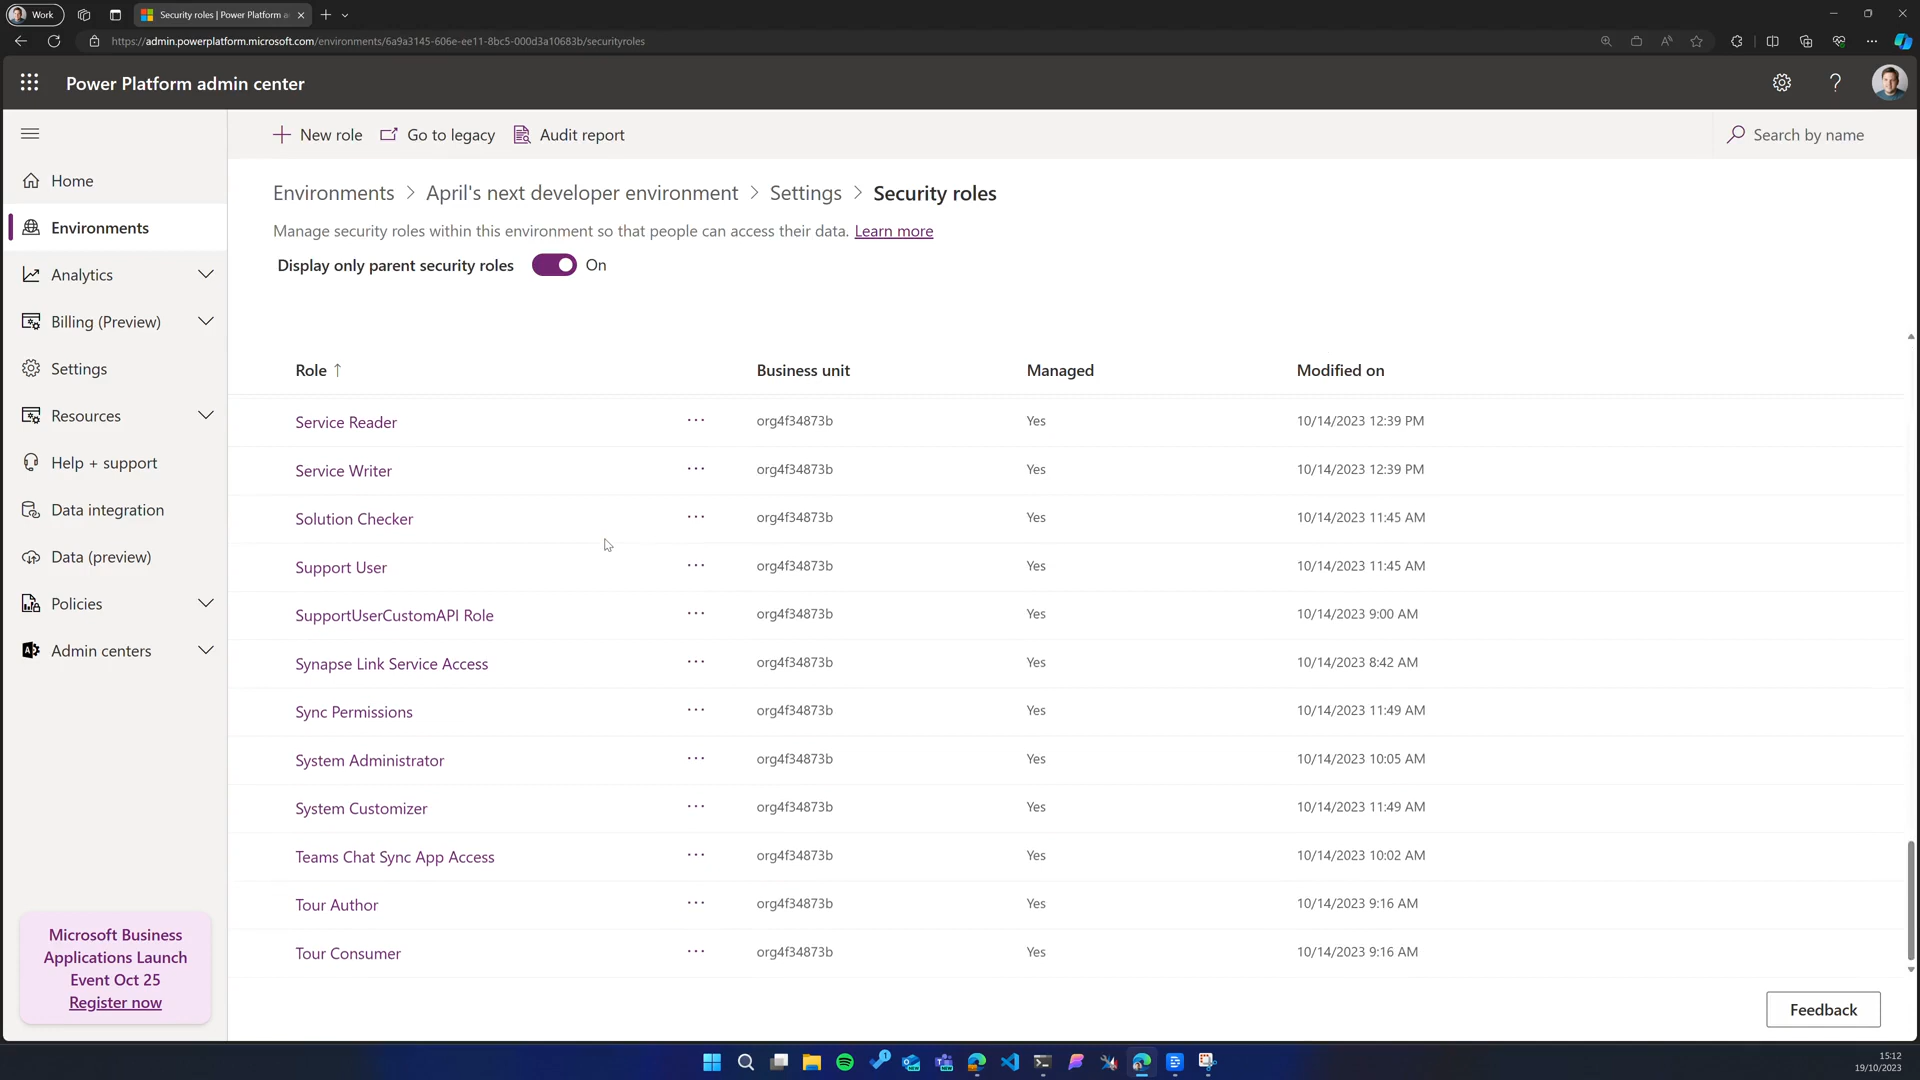 Work
Security roles | Power Platform a
https://admin.powerplatform.microsoft.com/environments/6a9a3145-606e-ee11-8bc5-000d3a10683b/securityroles
Power Platform admin center
New role
Go to legacy
Audit report
Search by name
Home
Environments
Analytics
Billing (Preview)
Settings
Resources
Help + support
Data integration
Data (preview)
Policies
Admin centers
Microsoft Business
Applications Launch
Event Oct 25
Register now
Environments > April's next developer environment > Settings > Security roles
Manage security roles within this environment so that people can access their data. Learn more
Display only parent security roles On
Role ↑ Business unit Managed Modified on
Service Reader ... org4f34873b Yes 10/14/2023 12:39 PM
Service Writer ... org4f34873b Yes 10/14/2023 12:39 PM
Solution Checker ... org4f34873b Yes 10/14/2023 11:45 AM
Support User ... org4f34873b Yes 10/14/2023 11:45 AM
SupportUserCustomAPI Role ... org4f34873b Yes 10/14/2023 9:00 AM
Synapse Link Service Access ... org4f34873b Yes 10/14/2023 8:42 AM
Sync Permissions ... org4f34873b Yes 10/14/2023 11:49 AM
System Administrator ... org4f34873b Yes 10/14/2023 10:05 AM
System Customizer ... org4f34873b Yes 10/14/2023 11:49 AM
Teams Chat Sync App Access ... org4f34873b Yes 10/14/2023 10:02 AM
Tour Author ... org4f34873b Yes 10/14/2023 9:16 AM
Tour Consumer ... org4f34873b Yes 10/14/2023 9:16 AM
Feedback
15:12
19/10/2023